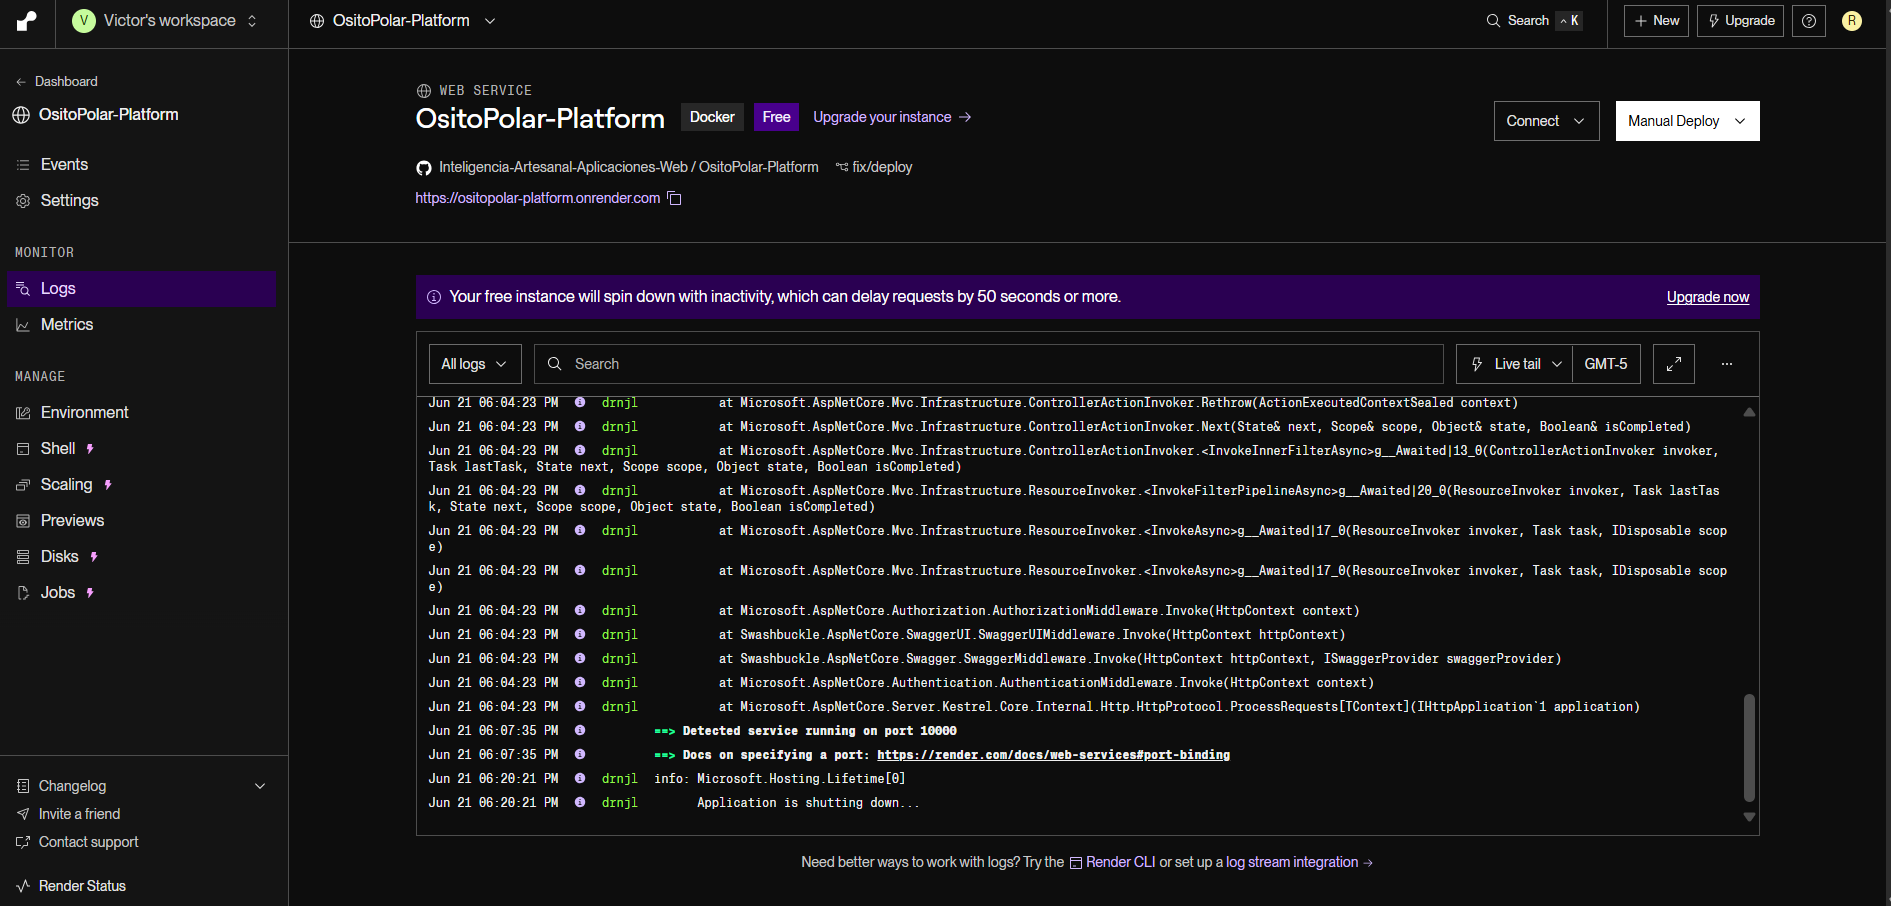 V Victor's workspace
OsitoPolar-Platform
Search ^ K
+ New
Upgrade
R
← Dashboard
OsitoPolar-Platform
Events
Settings
MONITOR
Logs
Metrics
MANAGE
Environment
Shell
Scaling
Previews
Disks
Jobs
Changelog
Invite a friend
Contact support
Render Status
WEB SERVICE
OsitoPolar-Platform Docker Free Upgrade your instance →
Connect
Manual Deploy
Inteligencia-Artesanal-Aplicaciones-Web / OsitoPolar-Platform fix/deploy
https://ositopolar-platform.onrender.com
Your free instance will spin down with inactivity, which can delay requests by 50 seconds or more.
Upgrade now
All logs
Search
Live tail
GMT-5
...
Jun 21 06:04:23 PM drnjl at Microsoft.AspNetCore.Mvc.Infrastructure.ControllerActionInvoker.Rethrow(ActionExecutedContextSealed context)
Jun 21 06:04:23 PM drnjl at Microsoft.AspNetCore.Mvc.Infrastructure.ControllerActionInvoker.Next(State& next, Scope& scope, Object& state, Boolean& isCompleted)
Jun 21 06:04:23 PM drnjl at Microsoft.AspNetCore.Mvc.Infrastructure.ControllerActionInvoker.<InvokeInnerFilterAsync>g__Awaited|13_0(ControllerActionInvoker invoker,
Task lastTask, State next, Scope scope, Object state, Boolean isCompleted)
Jun 21 06:04:23 PM drnjl at Microsoft.AspNetCore.Mvc.Infrastructure.ResourceInvoker.<InvokeFilterPipelineAsync>g__Awaited|20_0(ResourceInvoker invoker, Task lastTas
k, State next, Scope scope, Object state, Boolean isCompleted)
Jun 21 06:04:23 PM drnjl at Microsoft.AspNetCore.Mvc.Infrastructure.ResourceInvoker.<InvokeAsync>g__Awaited|17_0(ResourceInvoker invoker, Task task, IDisposable scop
e)
Jun 21 06:04:23 PM drnjl at Microsoft.AspNetCore.Mvc.Infrastructure.ResourceInvoker.<InvokeAsync>g__Awaited|17_0(ResourceInvoker invoker, Task task, IDisposable scop
e)
Jun 21 06:04:23 PM drnjl at Microsoft.AspNetCore.Authorization.AuthorizationMiddleware.Invoke(HttpContext context)
Jun 21 06:04:23 PM drnjl at Swashbuckle.AspNetCore.SwaggerUI.SwaggerUIMiddleware.Invoke(HttpContext httpContext)
Jun 21 06:04:23 PM drnjl at Swashbuckle.AspNetCore.Swagger.SwaggerMiddleware.Invoke(HttpContext httpContext, ISwaggerProvider swaggerProvider)
Jun 21 06:04:23 PM drnjl at Microsoft.AspNetCore.Authentication.AuthenticationMiddleware.Invoke(HttpContext context)
Jun 21 06:04:23 PM drnjl at Microsoft.AspNetCore.Server.Kestrel.Core.Internal.Http.HttpProtocol.ProcessRequests[TContext](IHttpApplication`1 application)
Jun 21 06:07:35 PM ==> Detected service running on port 10000
Jun 21 06:07:35 PM ==> Docs on specifying a port: https://render.com/docs/web-services#port-binding
Jun 21 06:20:21 PM drnjl info: Microsoft.Hosting.Lifetime[0]
Jun 21 06:20:21 PM drnjl Application is shutting down...
Need better ways to work with logs? Try the Render CLI or set up a log stream integration →